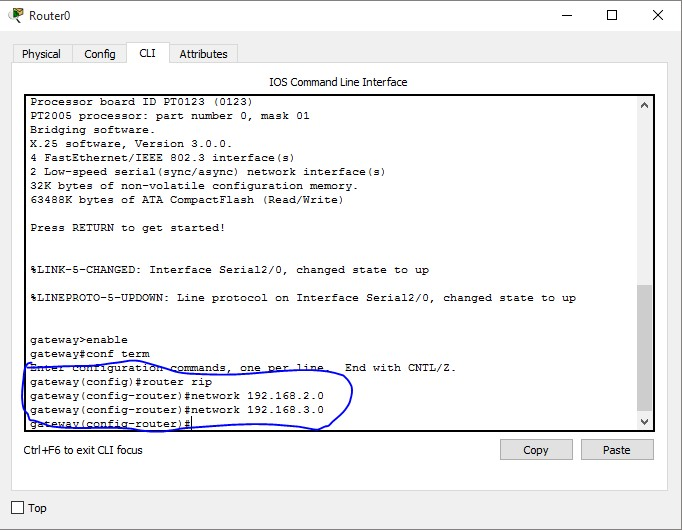 Router0
Physical Config CLI Attributes
IOS Command Line Interface
Processor board ID PT0123 (0123)
PT2005 processor: part number 0, mask 01
Bridging software.
X.25 software, Version 3.0.0.
4 FastEthernet/IEEE 802.3 interface(s)
2 Low-speed serial(sync/async) network interface(s)
32K bytes of non-volatile configuration memory.
63488K bytes of ATA CompactFlash (Read/Write)
Press RETURN to get started!
%LINK-5-CHANGED: Interface Serial2/0, changed state to up
%LINEPROTO-5-UPDOWN: Line protocol on Interface Serial2/0, changed state to up
gateway>enable
gateway#conf term
Enter configuration commands, one per line. End with CNTL/Z.
gateway(config)#router rip
gateway(config-router)#network 192.168.2.0
gateway(config-router)#network 192.168.3.0
gateway(config-router)#
Ctrl+F6 to exit CLI focus
Copy Paste
Top